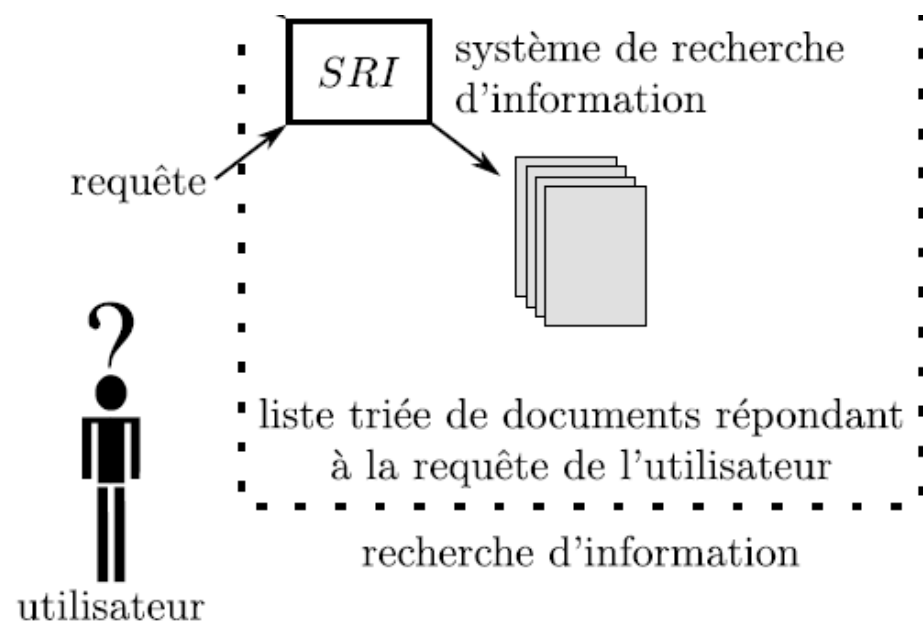 SRI
système de recherche
d'information
requête
?
liste triée de documents répondant
à la requête de l'utilisateur
recherche d'information
utilisateur